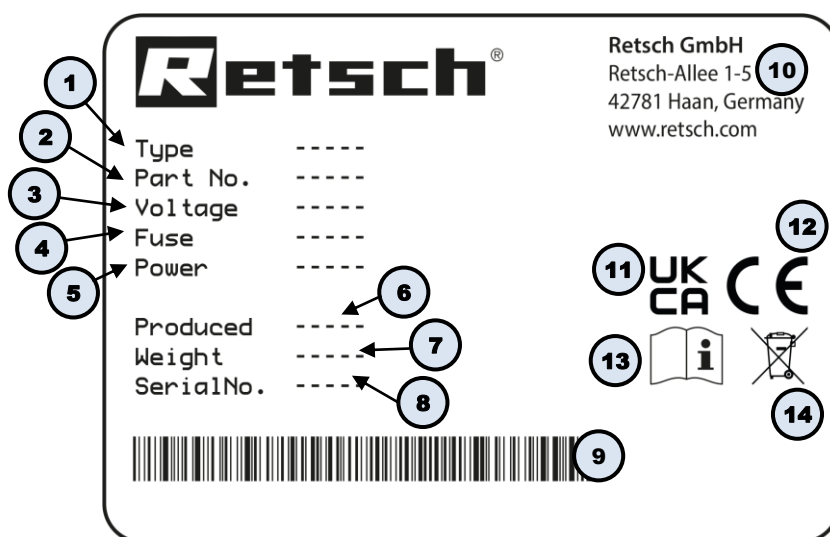 Retsch®
Retsch GmbH
Retsch-Allee 1-5
42781 Haan, Germany
www.retsch.com
1
2
3
4
5
Type -----
Part No. -----
Voltage -----
Fuse -----
Power -----
Produced -----
Weight -----
SerialNo. -----
6
7
8
9
10
11
UK
CA
CE
12
13
i
14